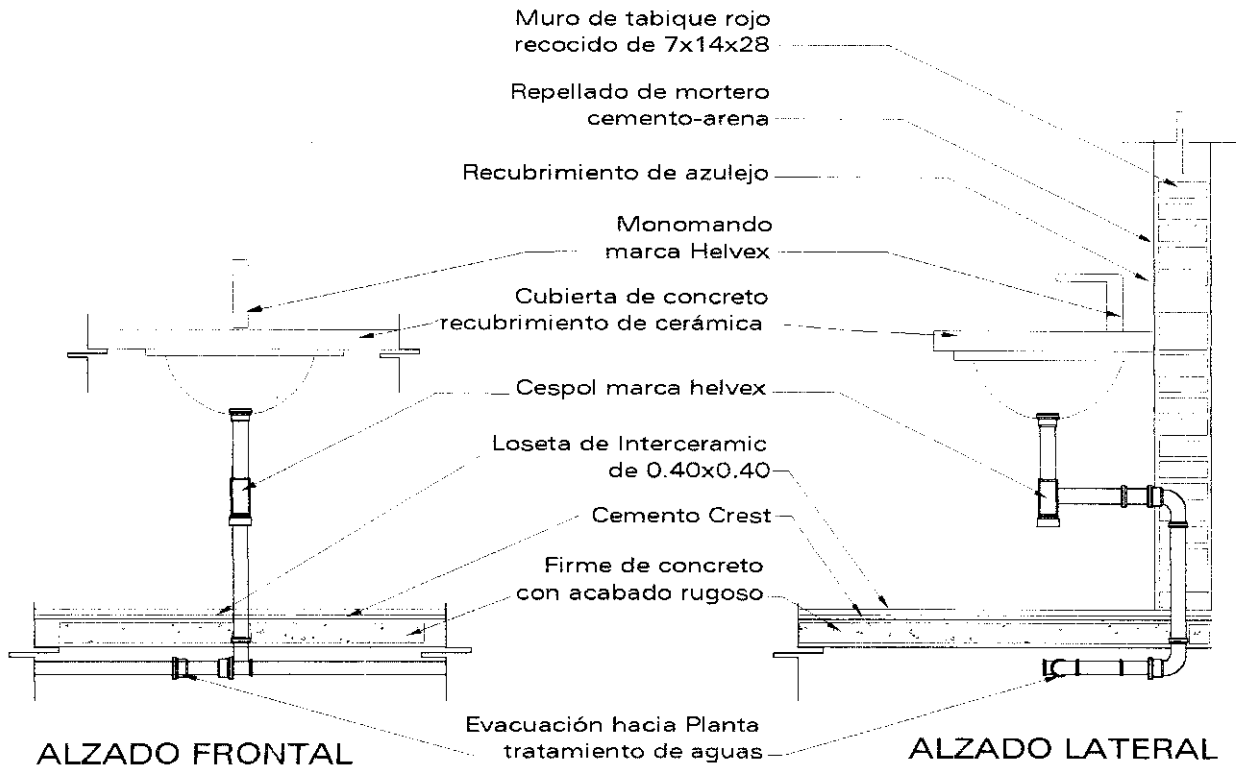 Muro de tabique rojo
recocido de 7x14x28
Repellado de mortero
cemento-arena
Recubrimiento de azulejo
Monomando
marca Helvex
Cubierta de concreto
recubrimiento de cerámica
Cespol marca helvex
Loseta de Interceramic
de 0.40x0.40
Cemento Crest
Firme de concreto
con acabado rugoso
Evacuación hacia Planta
tratamiento de aguas
ALZADO FRONTAL
ALZADO LATERAL